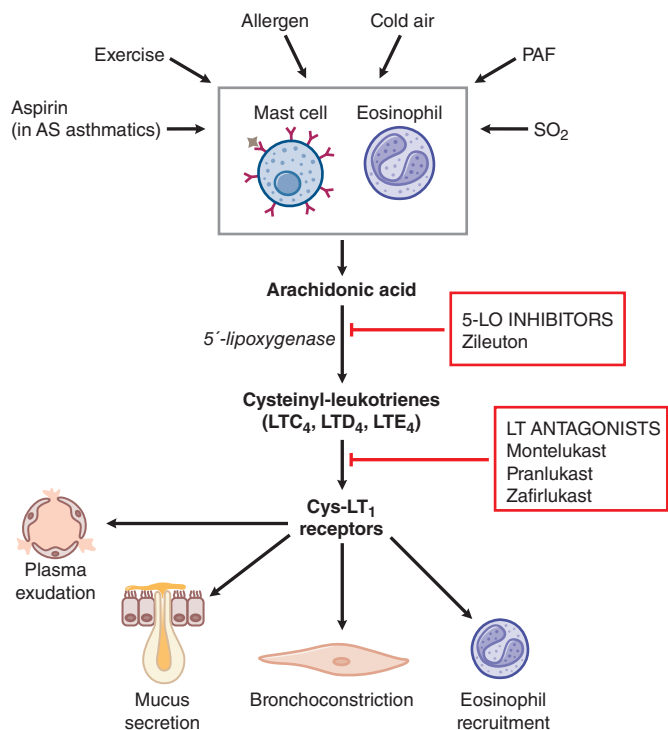 Allergen
Cold air
Exercise
PAF
Aspirin
(in AS asthmatics)
Mast cell
Eosinophil
SO₂
Arachidonic acid
5´-lipoxygenase
5-LO INHIBITORS
Zileuton
Cysteinyl-leukotrienes
(LTC₄, LTD₄, LTE₄)
LT ANTAGONISTS
Montelukast
Pranlukast
Zafirlukast
Cys-LT₁
receptors
Plasma
exudation
Mucus
secretion
Bronchoconstriction
Eosinophil
recruitment